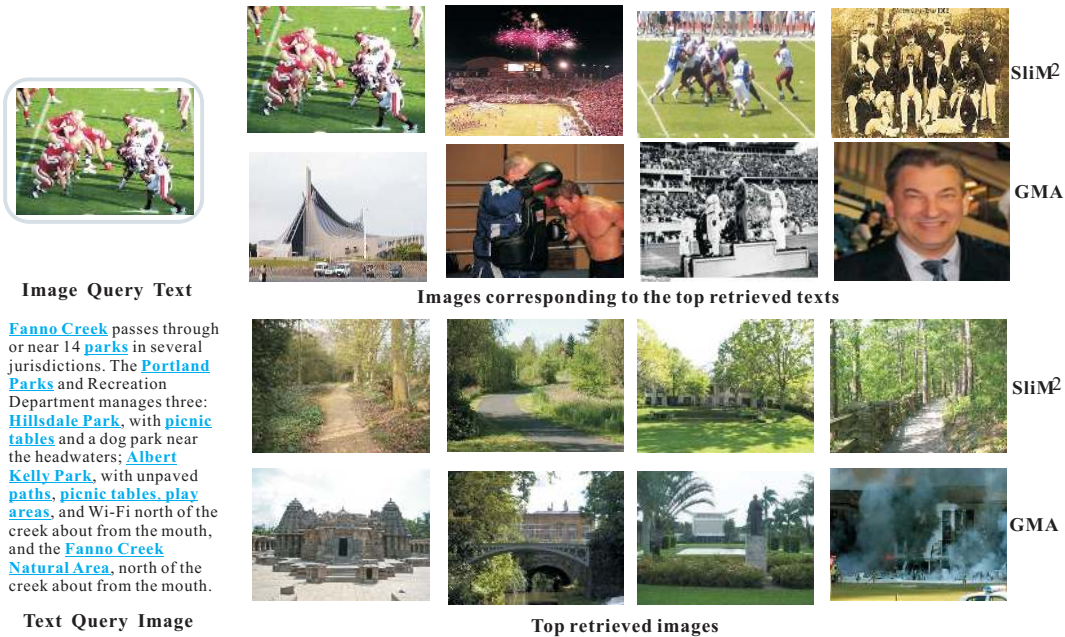 SliM2
GMA
Images corresponding to the top retrieved texts
Image Query Text
Fanno Creek passes through
or near 14 parks in several
jurisdictions. The Portland
Parks and Recreation
Department manages three:
Hillsdale Park, with picnic
tables and a dog park near
the headwaters; Albert
Kelly Park, with unpaved
paths, picnic tables. play
areas, and Wi-Fi north of the
creek about from the mouth,
and the Fanno Creek
Natural Area, north of the
creek about from the mouth.
Text Query Image
SliM2
GMA
Top retrieved images